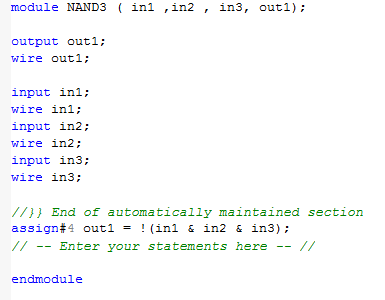 module NAND3 ( in1 ,in2 , in3, out1);
output out1;
wire out1;
input in1;
wire in1;
input in2;
wire in2;
input in3;
wire in3;
//}} End of automatically maintained section
assign#4 out1 = !(in1 & in2 & in3);
// -- Enter your statements here -- //
endmodule